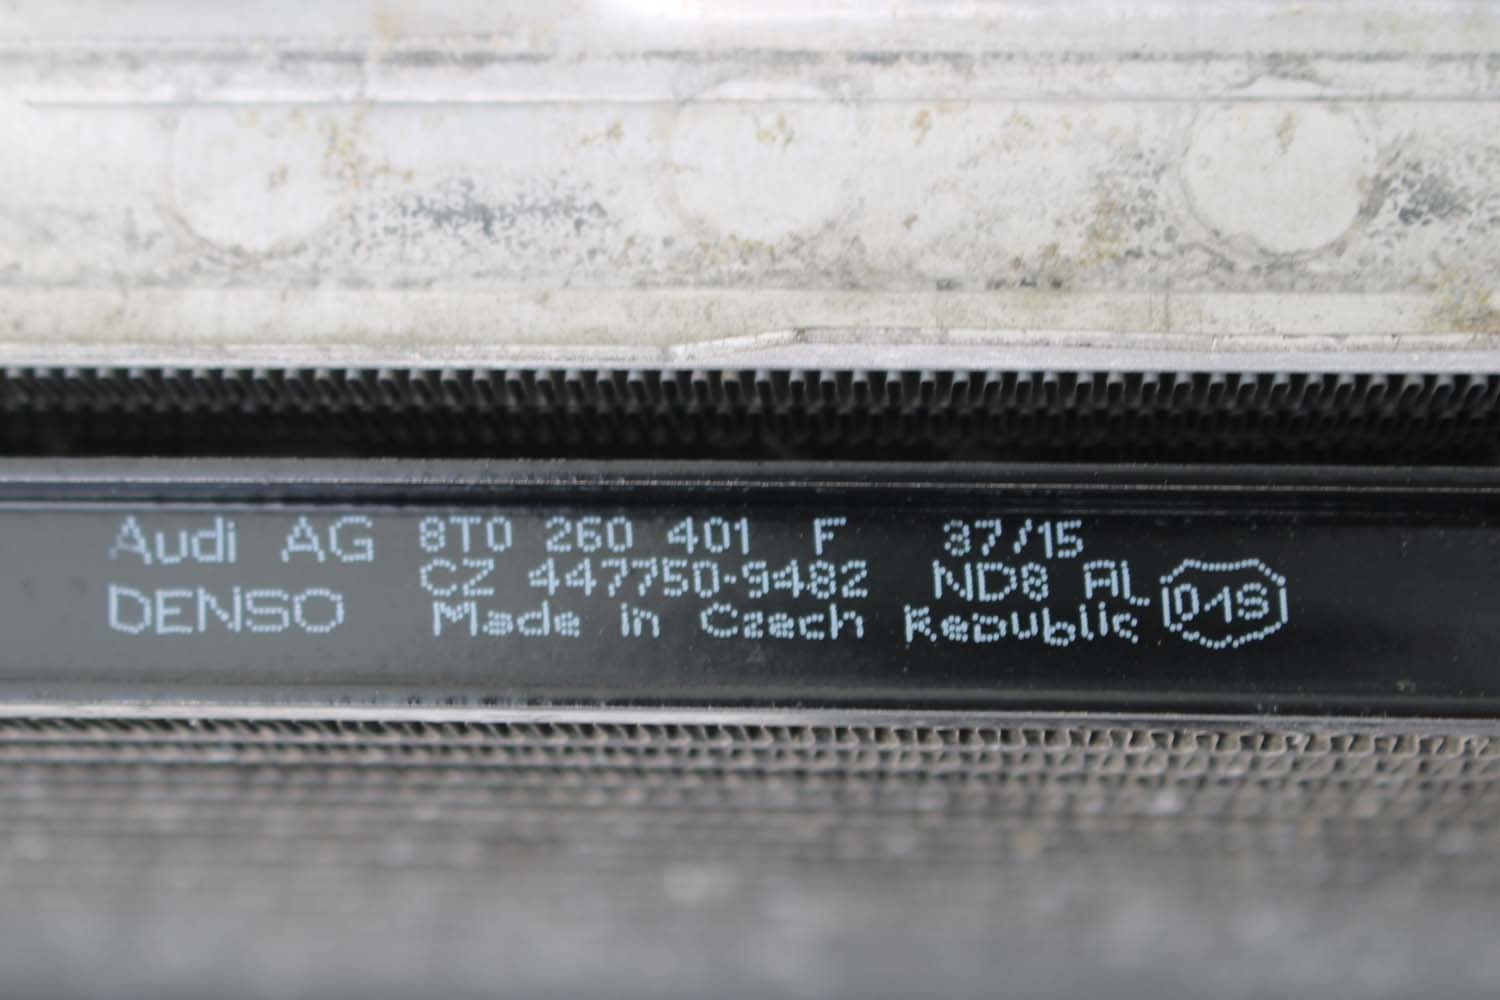 Audi AG 8T0 260 401 F 37/15
DENSO CZ 447750-9482 ND8 AL
Made in Czech Republic